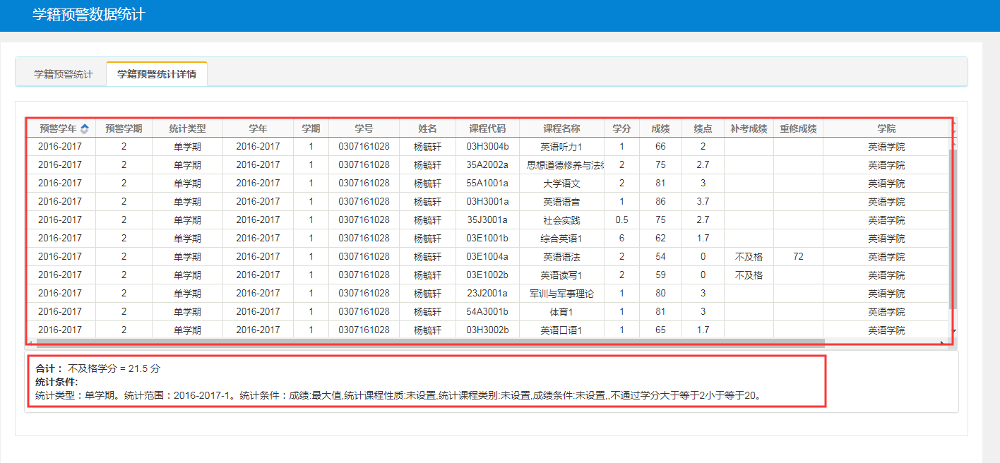 学籍预警数据统计
学籍预警统计 学籍预警统计详情
预警学年 预警学期 统计类型 学年 学期 学号 姓名 课程代码 课程名称 学分 成绩 绩点 补考成绩 重修成绩 学院
2016-2017 2 单学期 2016-2017 1 0307161028 杨毓轩 03H3004b 英语听力1 1 66 2 英语学院
2016-2017 2 单学期 2016-2017 1 0307161028 杨毓轩 35A2002a 思想道德修养与法律 2 75 2.7 英语学院
2016-2017 2 单学期 2016-2017 1 0307161028 杨毓轩 55A1001a 大学语文 2 81 3 英语学院
2016-2017 2 单学期 2016-2017 1 0307161028 杨毓轩 03H3001a 英语语音 1 86 3.7 英语学院
2016-2017 2 单学期 2016-2017 1 0307161028 杨毓轩 35J3001a 社会实践 0.5 75 2.7 英语学院
2016-2017 2 单学期 2016-2017 1 0307161028 杨毓轩 03E1001b 综合英语1 6 62 1.7 英语学院
2016-2017 2 单学期 2016-2017 1 0307161028 杨毓轩 03E1004a 英语语法 2 54 0 不及格 72 英语学院
2016-2017 2 单学期 2016-2017 1 0307161028 杨毓轩 03E1002b 英语读写1 2 59 0 不及格 英语学院
2016-2017 2 单学期 2016-2017 1 0307161028 杨毓轩 23J2001a 军训与军事理论 1 80 3 英语学院
2016-2017 2 单学期 2016-2017 1 0307161028 杨毓轩 54A3001b 体育1 1 81 3 英语学院
2016-2017 2 单学期 2016-2017 1 0307161028 杨毓轩 03H3002b 英语口语1 1 65 1.7 英语学院
合计： 不及格学分 = 21.5 分
统计条件:
统计类型：单学期。统计范围：2016-2017-1。统计条件：成绩:最大值,统计课程性质:未设置,统计课程类别:未设置,成绩条件:未设置,,不通过学分大于等于2小于等于20。